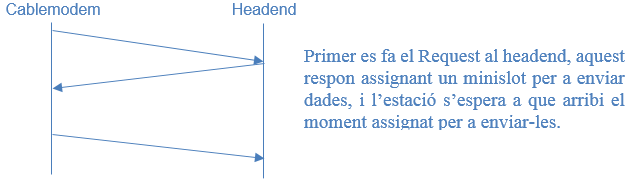 Cablemodem
Headend
Primer es fa el Request al headend, aquest
respon assignant un minislot per a enviar
dades, i l’estació s’espera a que arribi el
moment assignat per a enviar-les.